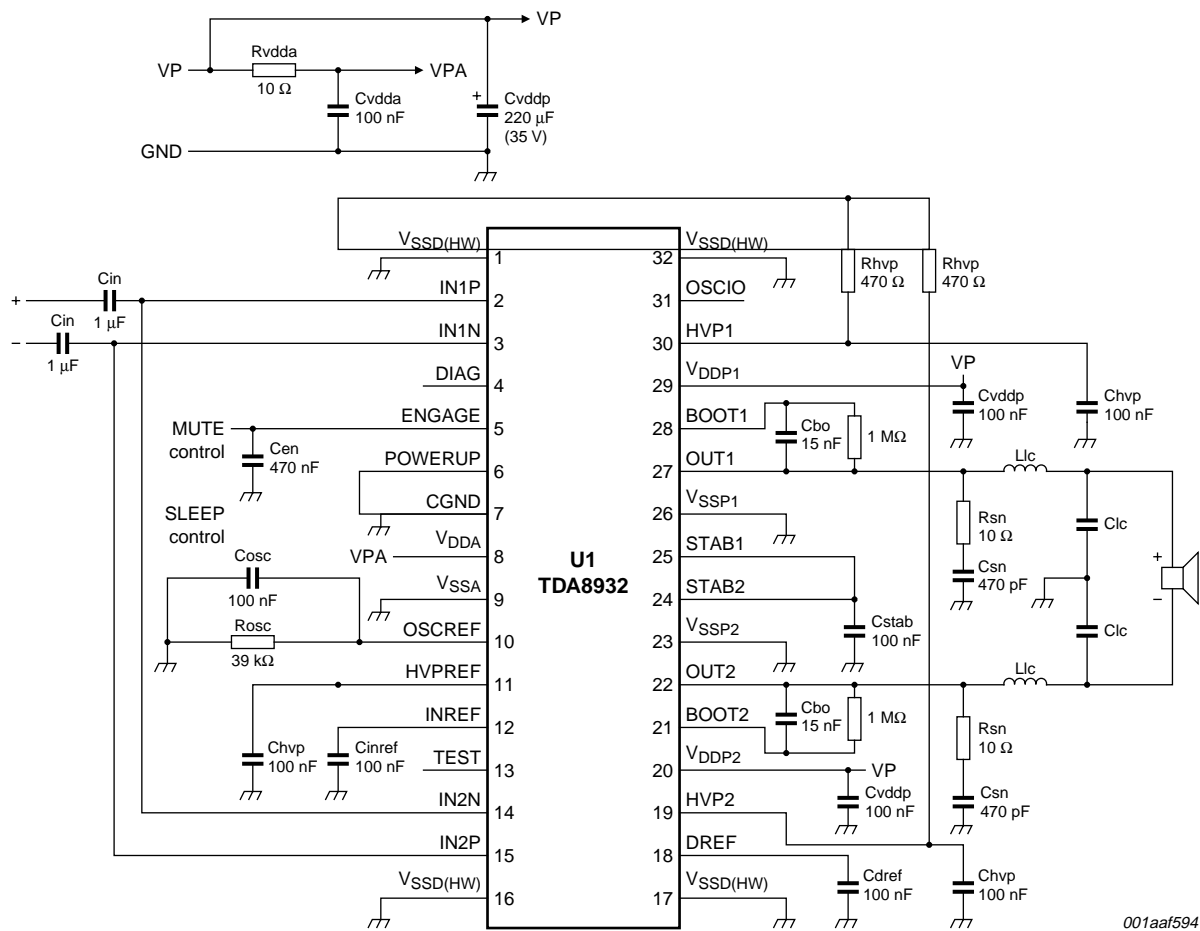 VP
Rvdda
VP
VPA
10 Ω
Cvdda
100 nF
+
Cvddp
220 μF
(35 V)
GND
VSSD(HW)
1
IN1P
2
IN1N
3
DIAG
4
ENGAGE
5
POWERUP
6
CGND
7
VDDA
8
VSSA
9
OSCREF
10
HVPREF
11
INREF
12
TEST
13
IN2N
14
IN2P
15
VSSD(HW)
16
+
Cin
1 μF
−
Cin
1 μF
MUTE
control
Cen
470 nF
SLEEP
control
VPA
Cosc
100 nF
Rosc
39 kΩ
Chvp
100 nF
Cinref
100 nF
U1
TDA8932
VSSD(HW)
32
OSCIO
31
HVP1
30
VDDP1
29
BOOT1
28
OUT1
27
VSSP1
26
STAB1
25
STAB2
24
VSSP2
23
OUT2
22
BOOT2
21
VDDP2
20
HVP2
19
DREF
18
VSSD(HW)
17
Rhvp
470 Ω
Rhvp
470 Ω
VP
Cvddp
100 nF
Chvp
100 nF
Cbo
15 nF
1 MΩ
Llc
Rsn
10 Ω
Csn
470 pF
Clc
+
−
Cstab
100 nF
Clc
Llc
Cbo
15 nF
1 MΩ
Rsn
10 Ω
VP
Cvddp
100 nF
Csn
470 pF
Cdref
100 nF
Chvp
100 nF
001aaf594